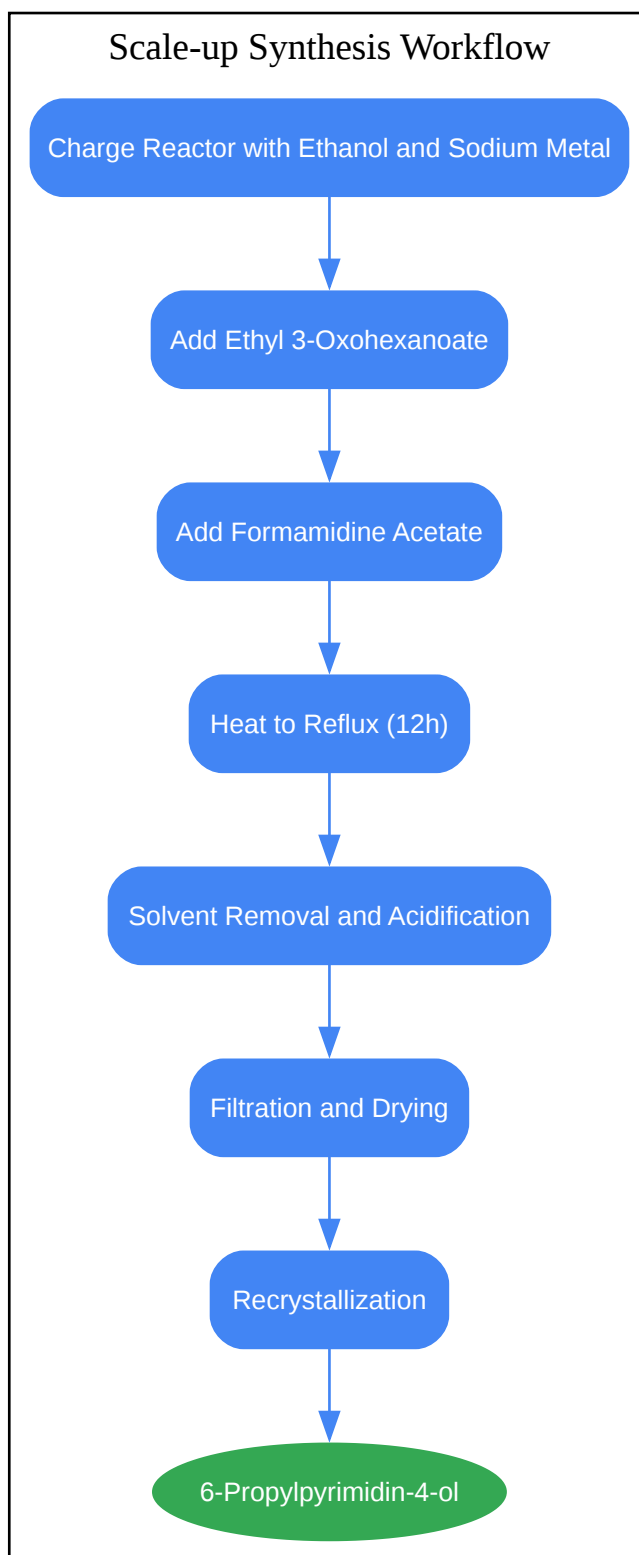 Scale-up Synthesis Workflow
Charge Reactor with Ethanol and Sodium Metal
Add Ethyl 3-Oxohexanoate
Add Formamidine Acetate
Heat to Reflux (12h)
Solvent Removal and Acidification
Filtration and Drying
Recrystallization
6-Propylpyrimidin-4-ol